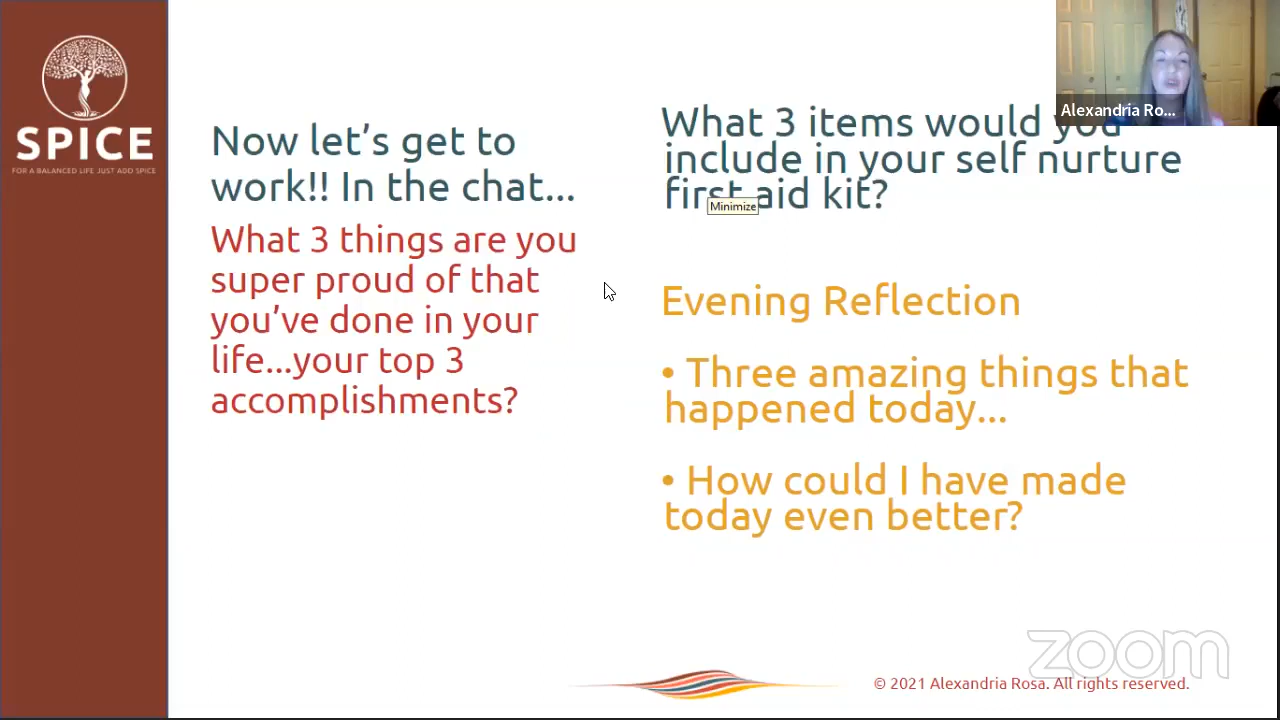 SPICE
FOR A BALANCED LIFE JUST ADD SPICE
Now let's get to
work!! In the chat...
What 3 things are you
super proud of that
you've done in your
life...your top 3
accomplishments?
What 3 items would you
include in your self nurture
first aid kit?
Minimize
Evening Reflection
• Three amazing things that
happened today...
• How could I have made
today even better?
Alexandria Ro...
zoom
© 2021 Alexandria Rosa. All rights reserved.